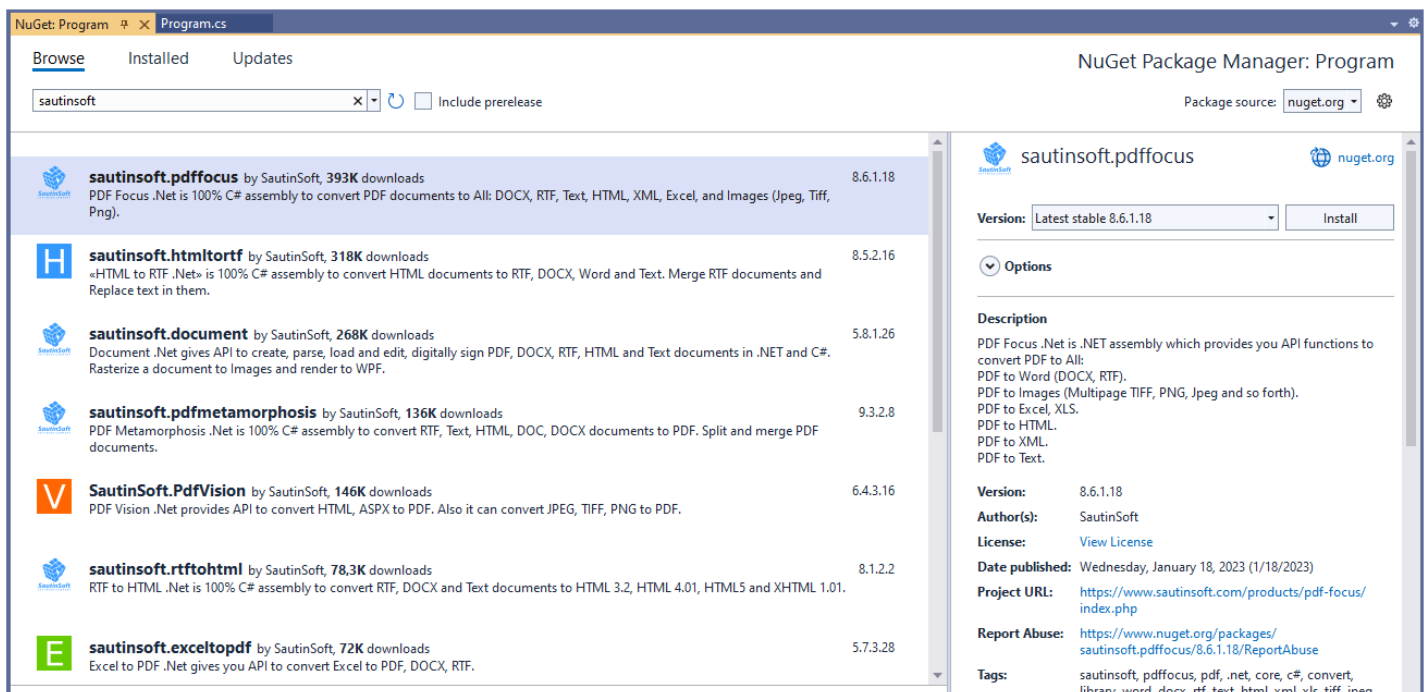 NuGet: Program
Program.cs
Browse Installed Updates
NuGet Package Manager: Program
sautinsoft
Include prerelease
Package source: nuget.org
SautinSoft
sautinsoft.pdffocus by SautinSoft, 393K downloads
8.6.1.18
PDF Focus .Net is 100% C# assembly to convert PDF documents to All: DOCX, RTF, Text, HTML, XML, Excel, and Images (Jpeg, Tiff,
Png).
H
sautinsoft.htmltortf by SautinSoft, 318K downloads
8.5.2.16
«HTML to RTF .Net» is 100% C# assembly to convert HTML documents to RTF, DOCX, Word and Text. Merge RTF documents and
Replace text in them.
SautinSoft
sautinsoft.document by SautinSoft, 268K downloads
5.8.1.26
Document .Net gives API to create, parse, load and edit, digitally sign PDF, DOCX, RTF, HTML and Text documents in .NET and C#.
Rasterize a document to Images and render to WPF.
SautinSoft
sautinsoft.pdfmetamorphosis by SautinSoft, 136K downloads
9.3.2.8
PDF Metamorphosis .Net is 100% C# assembly to convert RTF, Text, HTML, DOC, DOCX documents to PDF. Split and merge PDF
documents.
V
SautinSoft.PdfVision by SautinSoft, 146K downloads
6.4.3.16
PDF Vision .Net provides API to convert HTML, ASPX to PDF. Also it can convert JPEG, TIFF, PNG to PDF.
SautinSoft
sautinsoft.rtftohtml by SautinSoft, 78,3K downloads
8.1.2.2
RTF to HTML .Net is 100% C# assembly to convert RTF, DOCX and Text documents to HTML 3.2, HTML 4.01, HTML5 and XHTML 1.01.
E
sautinsoft.exceltopdf by SautinSoft, 72K downloads
5.7.3.28
Excel to PDF .Net gives you API to convert Excel to PDF, DOCX, RTF.
SautinSoft
sautinsoft.pdffocus
nuget.org
Version: Latest stable 8.6.1.18
Install
Options
Description
PDF Focus .Net is .NET assembly which provides you API functions to
convert PDF to All:
PDF to Word (DOCX, RTF).
PDF to Images (Multipage TIFF, PNG, Jpeg and so forth).
PDF to Excel, XLS.
PDF to HTML.
PDF to XML.
PDF to Text.
Version: 8.6.1.18
Author(s): SautinSoft
License: View License
Date published: Wednesday, January 18, 2023 (1/18/2023)
Project URL: https://www.sautinsoft.com/products/pdf-focus/
index.php
Report Abuse: https://www.nuget.org/packages/
sautinsoft.pdffocus/8.6.1.18/ReportAbuse
Tags: sautinsoft, pdffocus, pdf, .net, core, c#, convert,
library, word, docx, rtf, text, html, xml, xls, tiff, jpeg